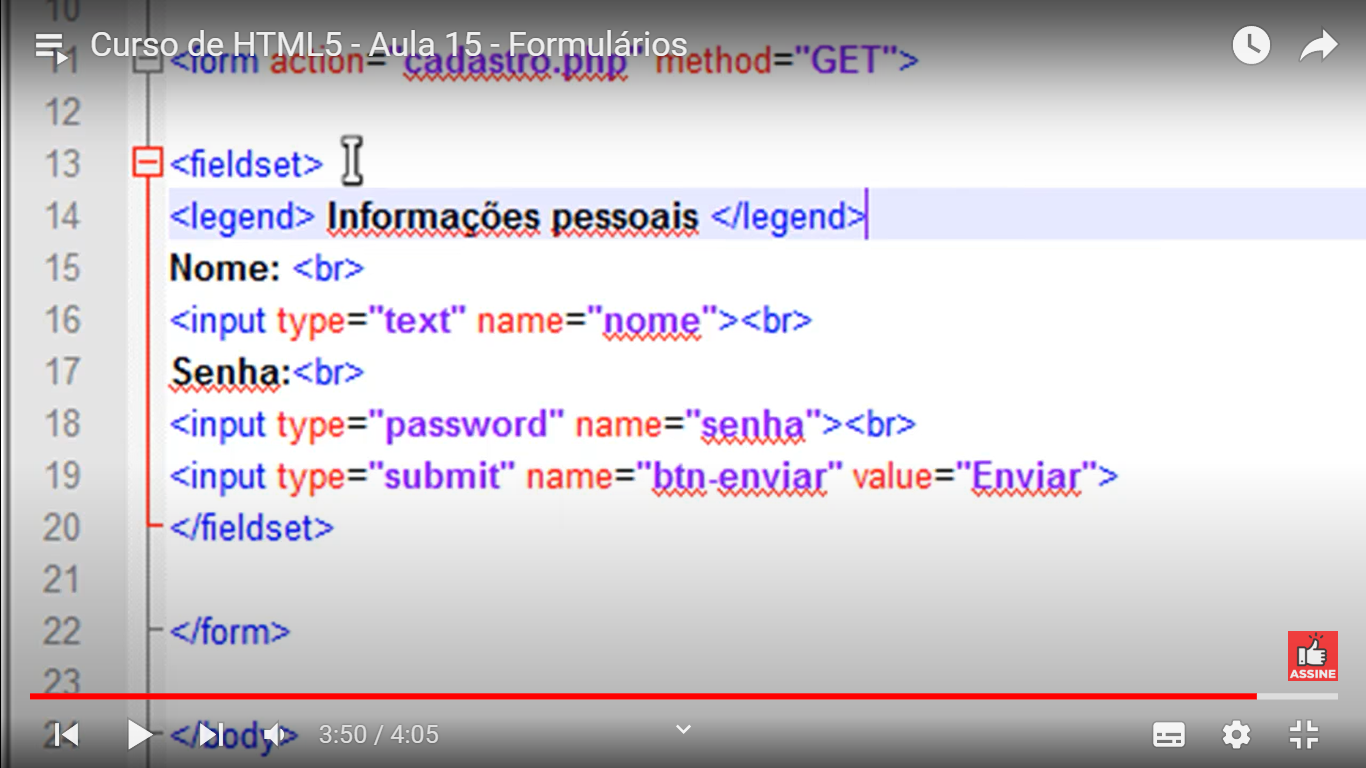 10
Curso de HTML5 - Aula 15 - Formulários
11 <form action="cadastro.php" method="GET">
12
13 <fieldset>
14 <legend> Informações pessoais </legend>
15 Nome: <br>
16 <input type="text" name="nome"><br>
17 Senha:<br>
18 <input type="password" name="senha"><br>
19 <input type="submit" name="btn-enviar" value="Enviar">
20 </fieldset>
21
22 </form>
ASSINE
23
24 </body>
3:50 / 4:05